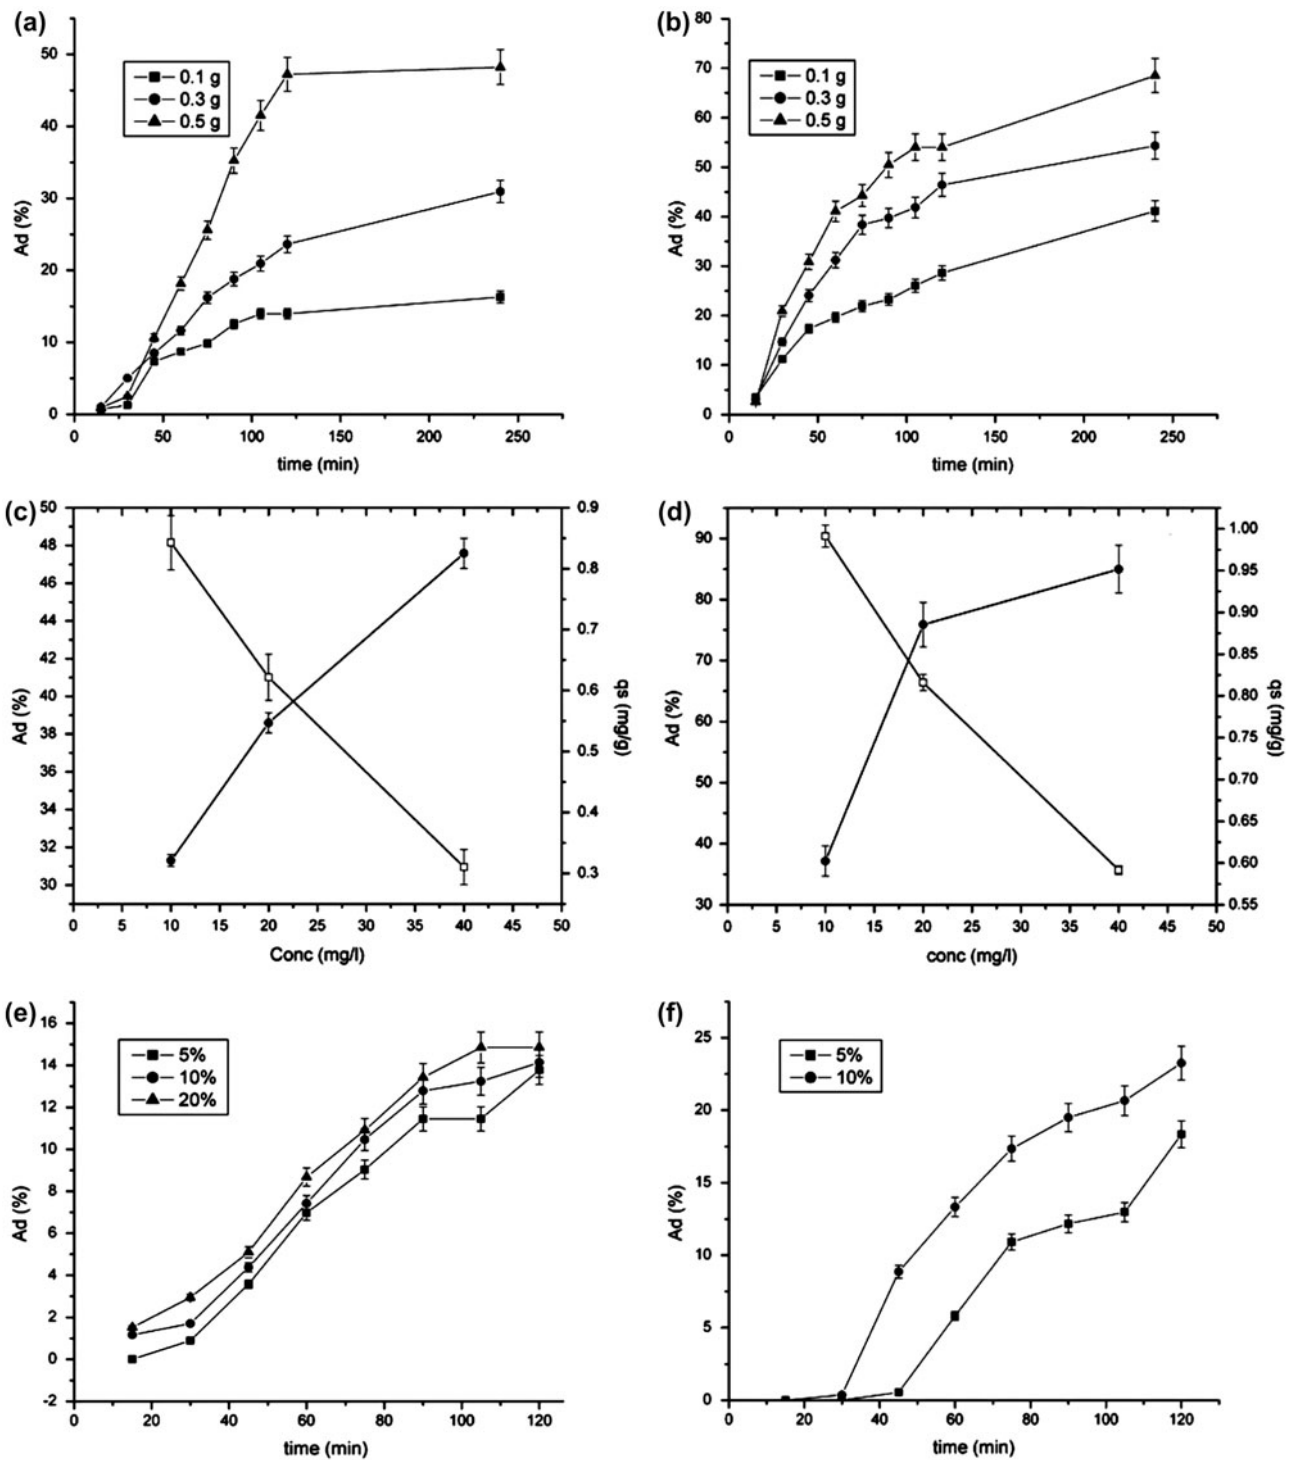 (a)
50
40
30
20
10
0
Ad (%)
0.1 g
0.3 g
0.5 g
0 50 100 150 200 250
time (min)
(b)
80
70
60
50
40
30
20
10
0
Ad (%)
0.1 g
0.3 g
0.5 g
0 50 100 150 200 250
time (min)
(c)
50
48
46
44
42
40
38
36
34
32
30
Ad (%)
0.9
0.8
0.7
0.6
0.5
0.4
0.3
qs (mg/g)
0 5 10 15 20 25 30 35 40 45 50
Conc (mg/l)
(d)
90
80
70
60
50
40
30
Ad (%)
1.00
0.95
0.90
0.85
0.80
0.75
0.70
0.65
0.60
0.55
qs (mg/g)
0 5 10 15 20 25 30 35 40 45 50
conc (mg/l)
(e)
16
14
12
10
8
6
4
2
0
-2
Ad (%)
5%
10%
20%
0 20 40 60 80 100 120
time (min)
(f)
25
20
15
10
5
0
Ad (%)
5%
10%
0 20 40 60 80 100 120
time (min)